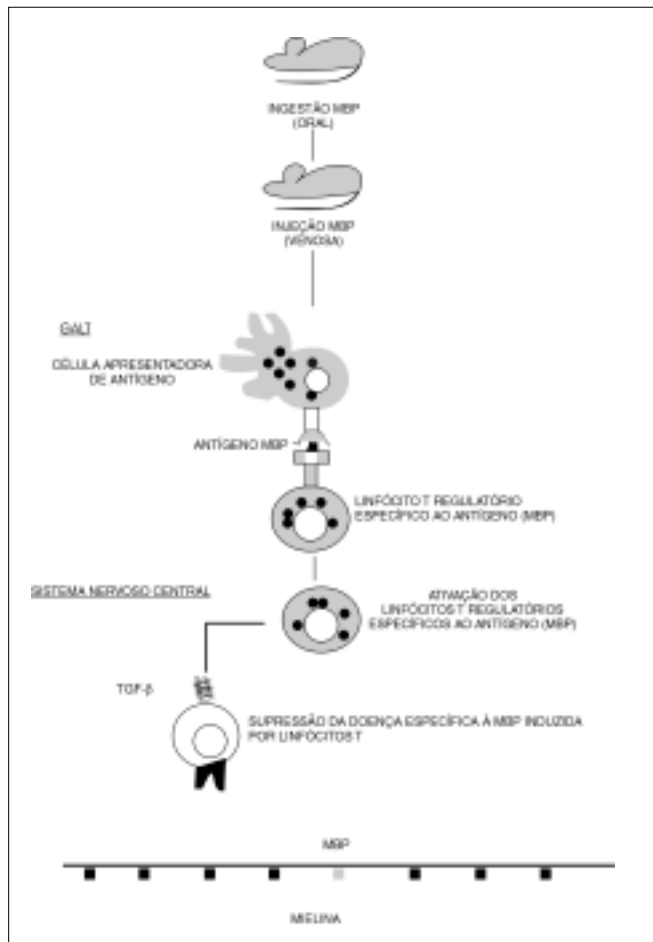 INGESTÃO MBP
(ORAL)
INJEÇÃO MBP
(VENOSA)
GALT
CÉLULA APRESENTADORA
DE ANTÍGENO
ANTÍGENO MBP
LINFÓCITO T REGULATÓRIO
ESPECÍFICO AO ANTÍGENO (MBP)
SISTEMA NERVOSO CENTRAL
ATIVAÇÃO DOS
LINFÓCITOS T REGULATÓRIOS
ESPECÍFICOS AO ANTÍGENO (MBP)
TGF-β
SUPRESSÃO DA DOENÇA ESPECÍFICA À MBP INDUZIDA
POR LINFÓCITOS T
MBP
MIELINA